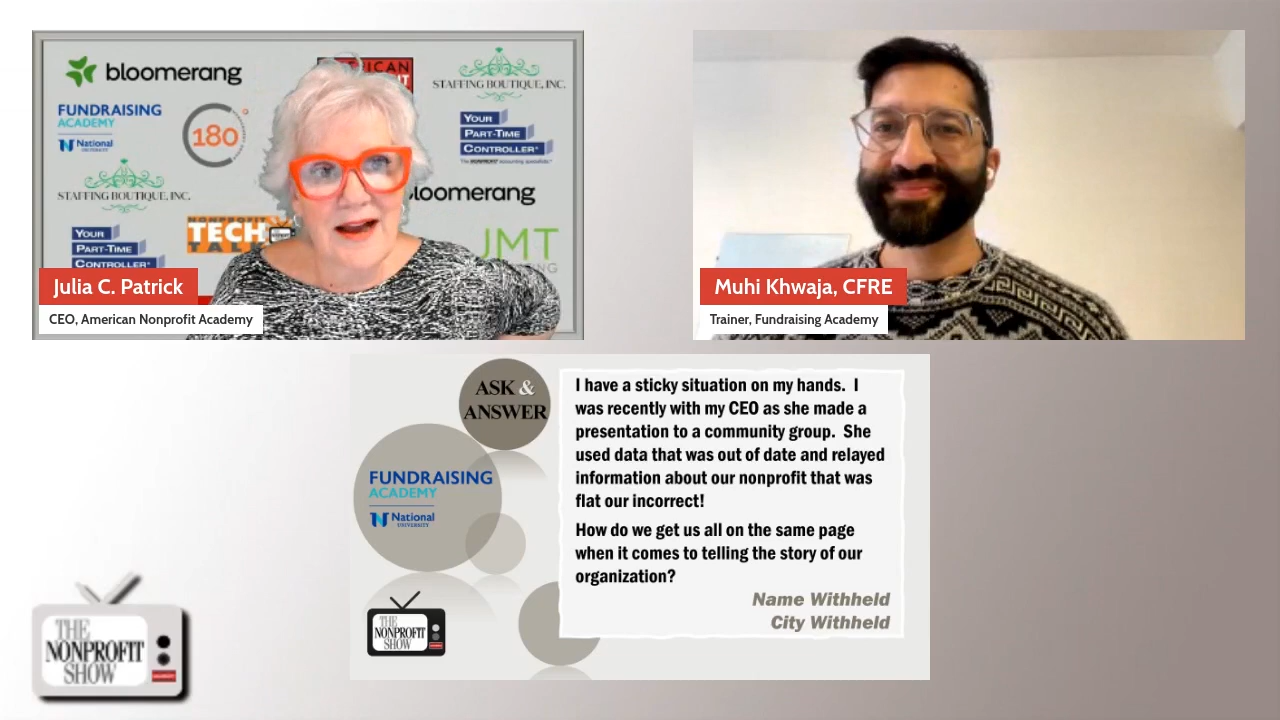 bloomerang
FUNDRAISING
ACADEMY
National
UNIVERSITY
180
STAFFING BOUTIQUE, INC.
YOUR
PART-TIME
CONTROLLER
STAFFING BOUTIQUE, INC.
bloomerang
NONPROFIT
TECH
TALK
YOUR
PART-TIME
CONTROLLER
JMT
Julia C. Patrick
CEO, American Nonprofit Academy
Muhi Khwaja, CFRE
Trainer, Fundraising Academy
ASK &
ANSWER
FUNDRAISING
ACADEMY
National
UNIVERSITY
THE
NONPROFIT
SHOW
I have a sticky situation on my hands. I
was recently with my CEO as she made a
presentation to a community group. She
used data that was out of date and relayed
information about our nonprofit that was
flat our incorrect!
How do we get us all on the same page
when it comes to telling the story of our
organization?
Name Withheld
City Withheld
THE
NONPROFIT
SHOW